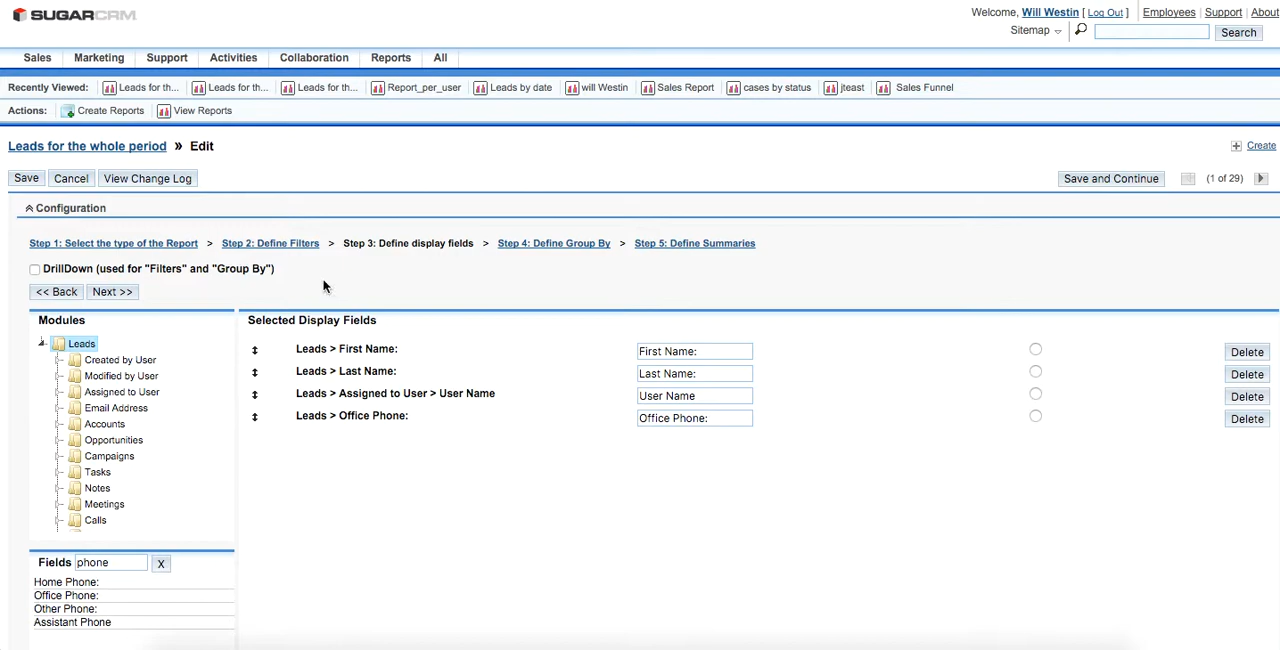 SUGARCRM
Welcome, Will Westin [ Log Out ] Employees | Support | About
Sitemap Search
Sales Marketing Support Activities Collaboration Reports All
Recently Viewed: Leads for th... Leads for th... Leads for th... Report_per_user Leads by date will Westin Sales Report cases by status jteast Sales Funnel
Actions: Create Reports View Reports
Leads for the whole period » Edit
Create
Save Cancel View Change Log Save and Continue (1 of 29)
Configuration
Step 1: Select the type of the Report > Step 2: Define Filters > Step 3: Define display fields > Step 4: Define Group By > Step 5: Define Summaries
DrillDown (used for "Filters" and "Group By")
<< Back Next >>
Modules
Leads
Created by User
Modified by User
Assigned to User
Email Address
Accounts
Opportunities
Campaigns
Tasks
Notes
Meetings
Calls
Selected Display Fields
Leads > First Name: First Name: Delete
Leads > Last Name: Last Name: Delete
Leads > Assigned to User > User Name User Name Delete
Leads > Office Phone: Office Phone: Delete
Fields phone X
Home Phone:
Office Phone:
Other Phone:
Assistant Phone